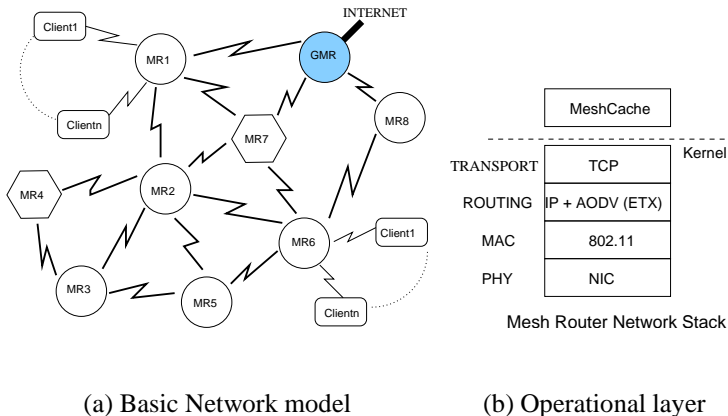 INTERNET
Client1
MR1
GMR
Clientn
MR8
MR7
MR4
MR2
MR6
Client1
MR3
MR5
Clientn
MeshCache
Kernel
TRANSPORT TCP
ROUTING IP + AODV (ETX)
MAC 802.11
PHY NIC
Mesh Router Network Stack
(a) Basic Network model
(b) Operational layer